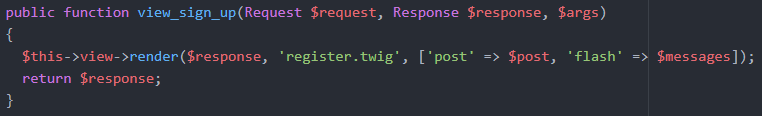 public function view_sign_up(Request $request, Response $response, $args)
{
$this->view->render($response, 'register.twig', ['post' => $post, 'flash' => $messages]);
return $response;
}